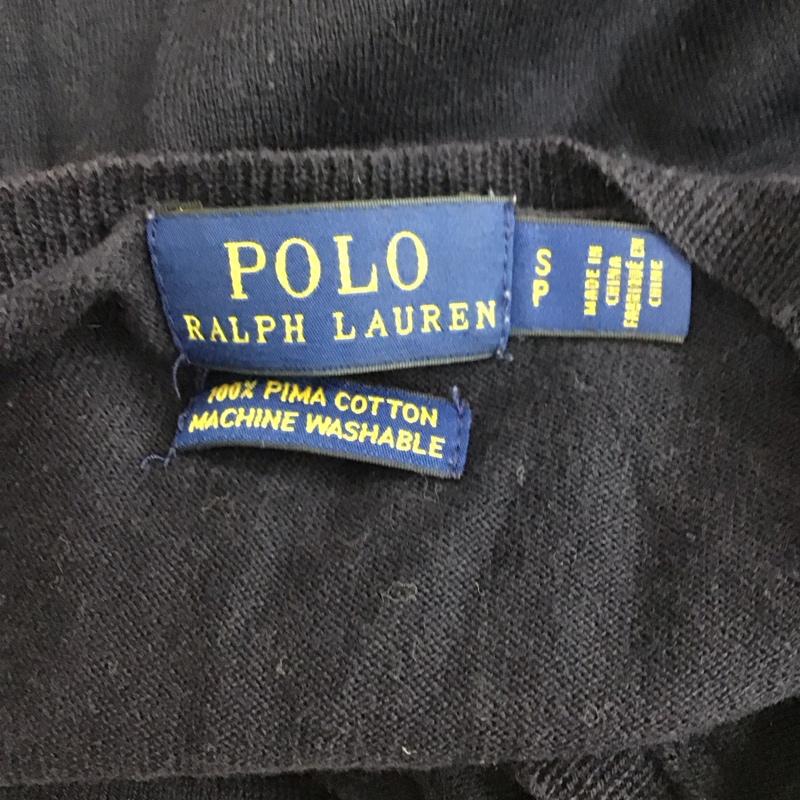 POLO
RALPH LAUREN
S
P
MADE IN
CHINA
FABRIQUÉ EN
CHINE
100% PIMA COTTON
MACHINE WASHABLE